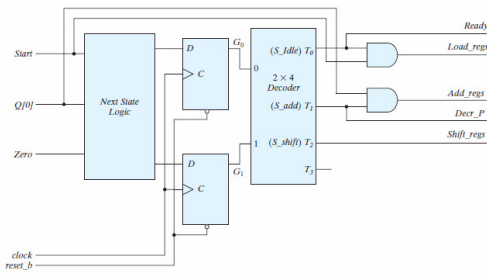 Start
Q[0]
Zero
clock
reset_b
Next State
Logic
D
C
G0
D
C
G1
0
1
(S_Idle) T0
2 × 4
Decoder
(S_add) T1
(S_shift) T2
T3
Ready
Load_regs
Add_regs
Decr_P
Shift_regs